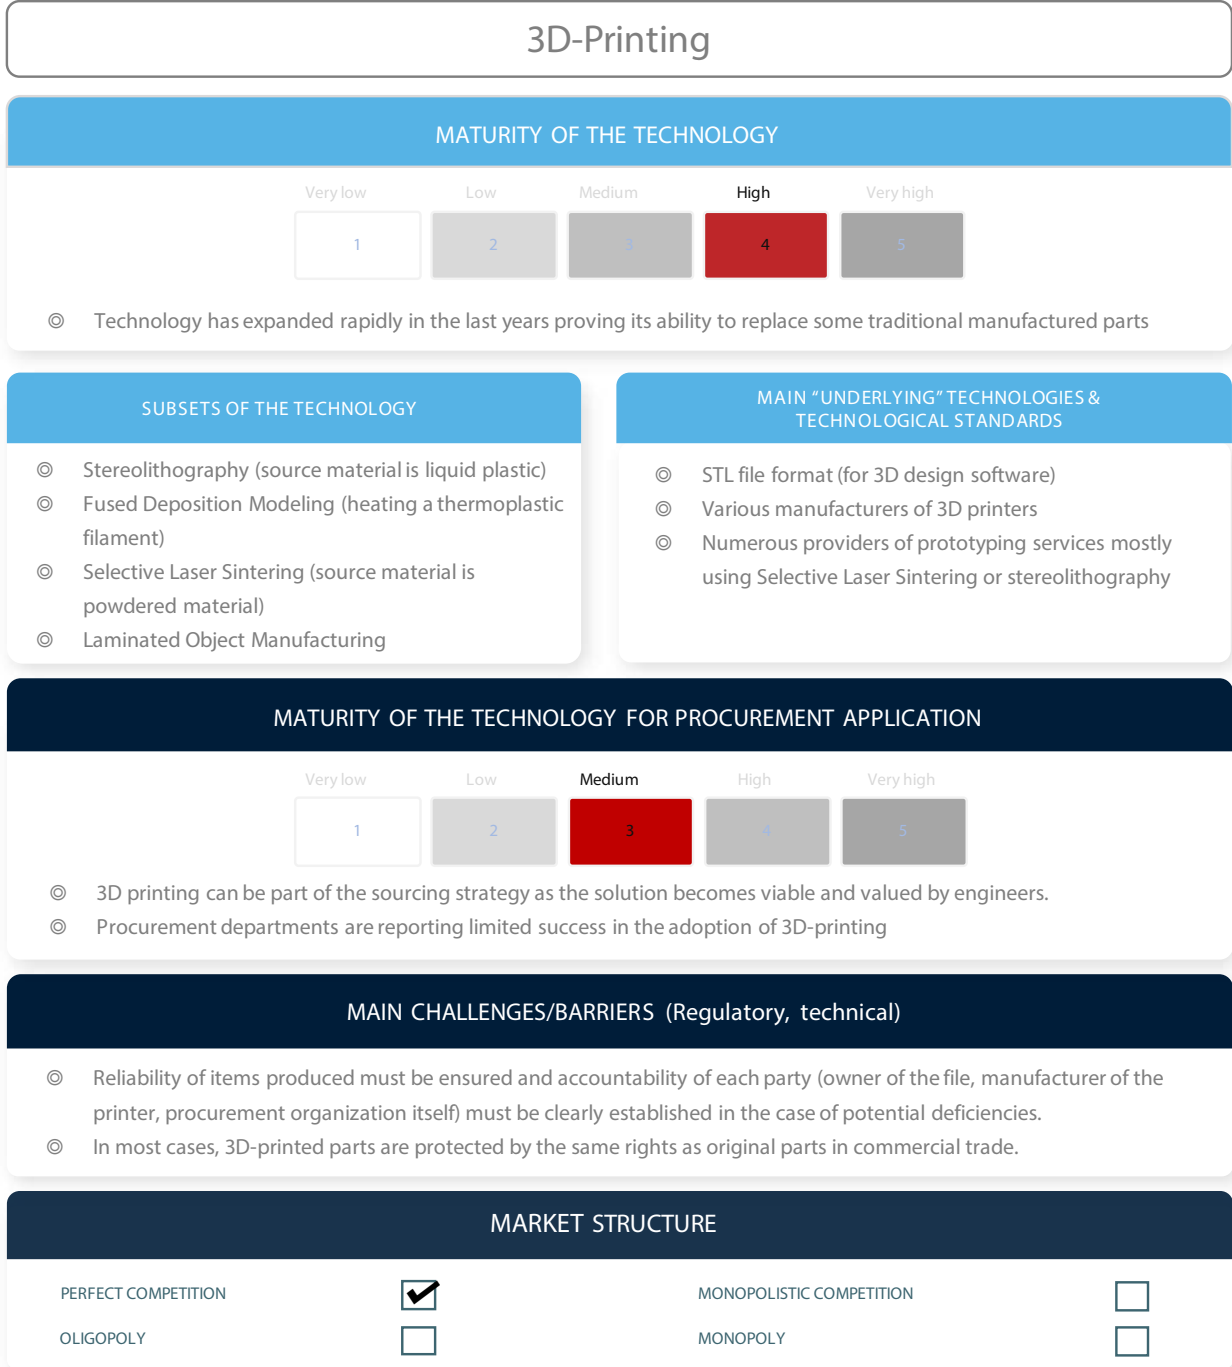 3D-Printing
MATURITY OF THE TECHNOLOGY
Very low Low Medium High Very high
1 2 3 4 5
Technology has expanded rapidly in the last years proving its ability to replace some traditional manufactured parts
SUBSETS OF THE TECHNOLOGY
Stereolithography (source material is liquid plastic)
Fused Deposition Modeling (heating a thermoplastic
filament)
Selective Laser Sintering (source material is
powdered material)
Laminated Object Manufacturing
MAIN “UNDERLYING” TECHNOLOGIES &
TECHNOLOGICAL STANDARDS
STL file format (for 3D design software)
Various manufacturers of 3D printers
Numerous providers of prototyping services mostly
using Selective Laser Sintering or stereolithography
MATURITY OF THE TECHNOLOGY FOR PROCUREMENT APPLICATION
Very low Low Medium High Very high
1 2 3 4 5
3D printing can be part of the sourcing strategy as the solution becomes viable and valued by engineers.
Procurement departments are reporting limited success in the adoption of 3D-printing
MAIN CHALLENGES/BARRIERS (Regulatory, technical)
Reliability of items produced must be ensured and accountability of each party (owner of the file, manufacturer of the
printer, procurement organization itself) must be clearly established in the case of potential deficiencies.
In most cases, 3D-printed parts are protected by the same rights as original parts in commercial trade.
MARKET STRUCTURE
PERFECT COMPETITION MONOPOLISTIC COMPETITION
OLIGOPOLY MONOPOLY